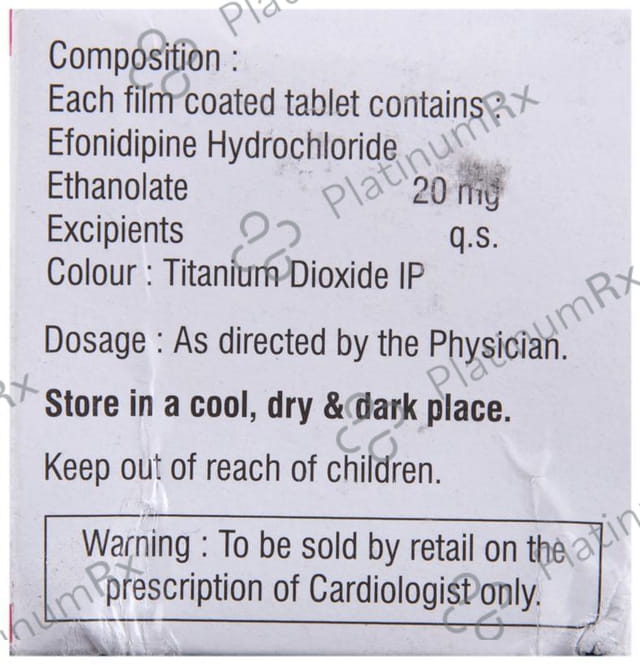 Composition :
Each film coated tablet contains :
Efonidipine Hydrochloride
Ethanolate 20 mg
Excipients q.s.
Colour : Titanium Dioxide IP
Dosage : As directed by the Physician.
Store in a cool, dry & dark place.
Keep out of reach of children.
Warning : To be sold by retail on the
prescription of Cardiologist only.
PlatinumRx
PlatinumRx